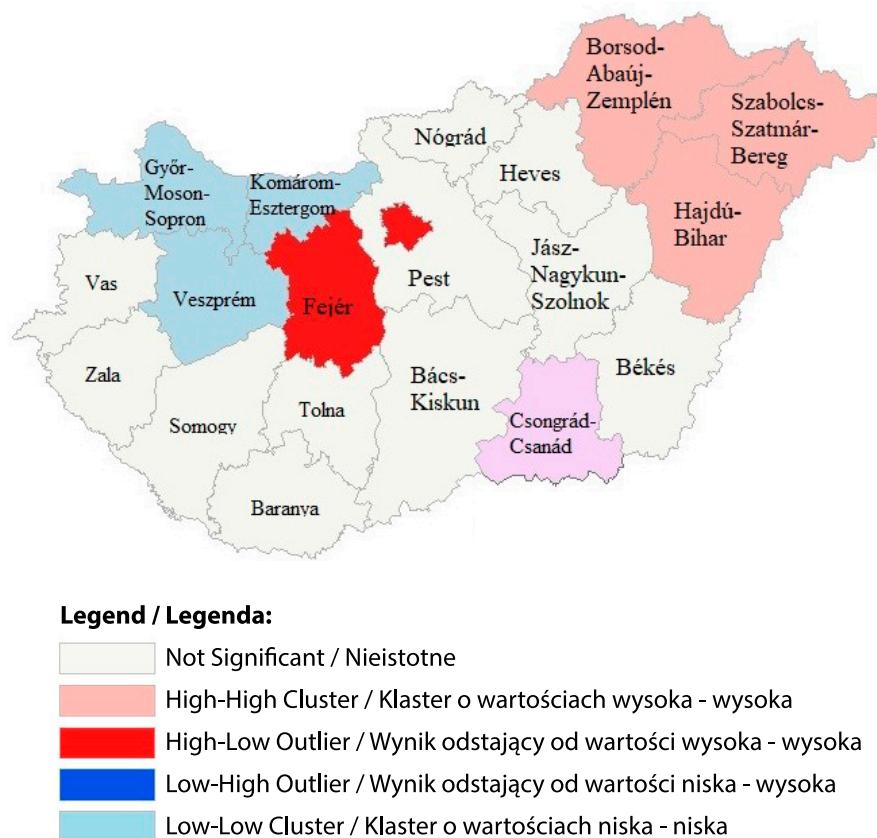 Borsod-
Abaúj-
Zemplén
Szabolcs-
Szatmár-
Bereg
Nógrád
Heves
Győr-
Moson-
Sopron
Komárom-
Esztergom
Hajdú-
Bihar
Jász-
Nagykun-
Szolnok
Vas
Veszprém
Fejér
Pest
Zala
Somogy
Tolna
Bács-
Kiskun
Békés
Csongrád-
Csanád
Baranya
Legend / Legenda:
Not Significant / Nieistotne
High-High Cluster / Klaster o wartościach wysoka - wysoka
High-Low Outlier / Wynik odstający od wartości wysoka - wysoka
Low-High Outlier / Wynik odstający od wartości niska - wysoka
Low-Low Cluster / Klaster o wartościach niska - niska